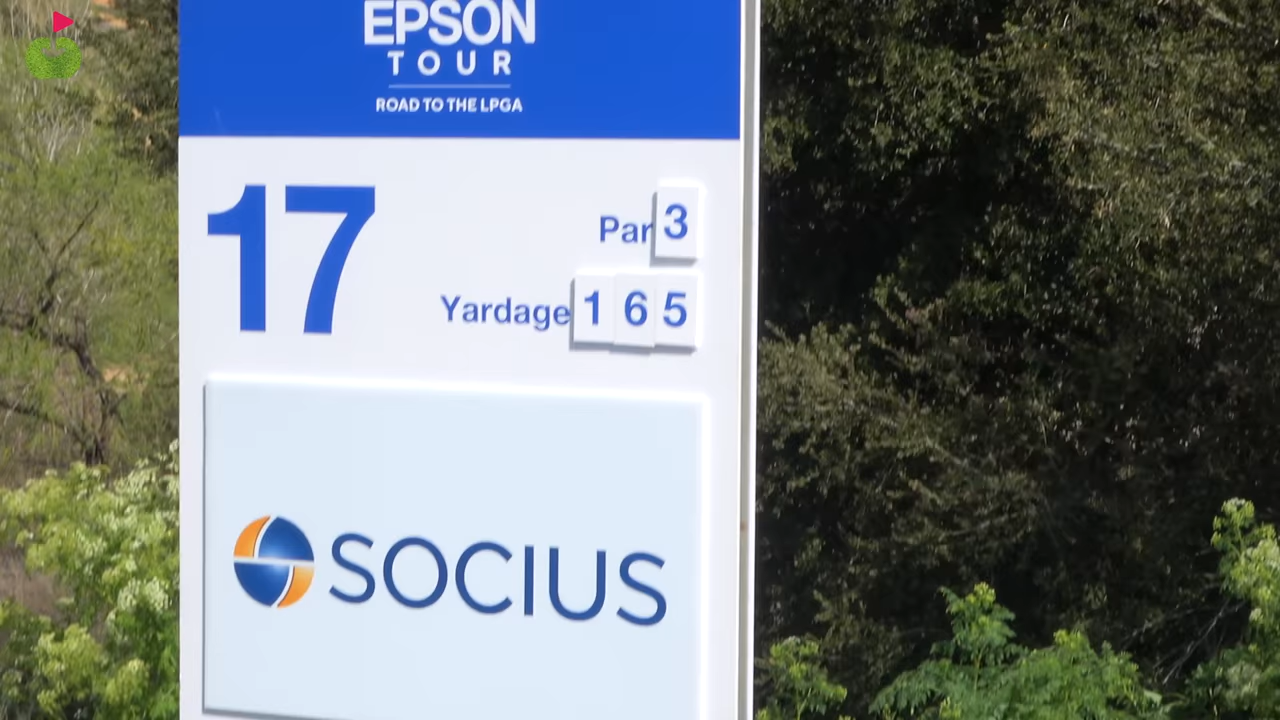 EPSON
TOUR
ROAD TO THE LPGA
17
Par 3
Yardage 165
SOCIUS